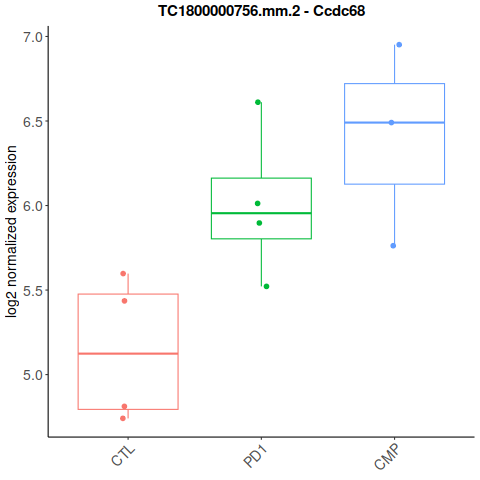 TC1800000756.mm.2 - Ccdc68
log2 normalized expression
7.0
6.5
6.0
5.5
5.0
CTL
PD1
CMP